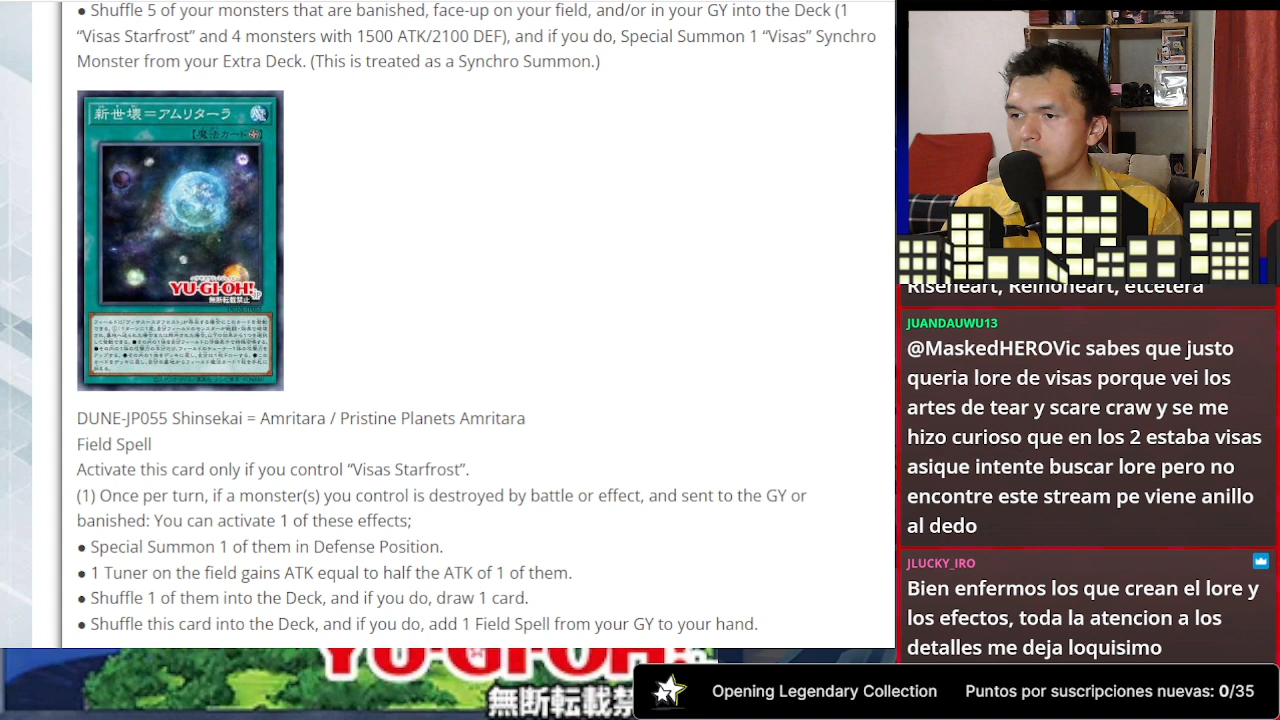 ● Shuffle 5 of your monsters that are banished, face-up on your field, and/or in your GY into the Deck (1
“Visas Starfrost” and 4 monsters with 1500 ATK/2100 DEF), and if you do, Special Summon 1 “Visas” Synchro
Monster from your Extra Deck. (This is treated as a Synchro Summon.)
新世壊＝アムリターラ
【魔法カード】
YU-GI-OH!
無断転載禁止
DUNE-JP055
DUNE-JP055 Shinsekai = Amritara / Pristine Planets Amritara
Field Spell
Activate this card only if you control “Visas Starfrost”.
(1) Once per turn, if a monster(s) you control is destroyed by battle or effect, and sent to the GY or
banished: You can activate 1 of these effects;
● Special Summon 1 of them in Defense Position.
● 1 Tuner on the field gains ATK equal to half the ATK of 1 of them.
● Shuffle 1 of them into the Deck, and if you do, draw 1 card.
● Shuffle this card into the Deck, and if you do, add 1 Field Spell from your GY to your hand.
YU-GI-OH!
無断転載禁
Riseheart, Reinoheart, etcetera
JUANDAUWU13
@MaskedHEROVic sabes que justo
queria lore de visas porque vei los
artes de tear y scare craw y se me
hizo curioso que en los 2 estaba visas
asique intente buscar lore pero no
encontre este stream pe viene anillo
al dedo
JLUCKY_IRO
Bien enfermos los que crean el lore y
los efectos, toda la atencion a los
detalles me deja loquisimo
Opening Legendary Collection
Puntos por suscripciones nuevas: 0/35